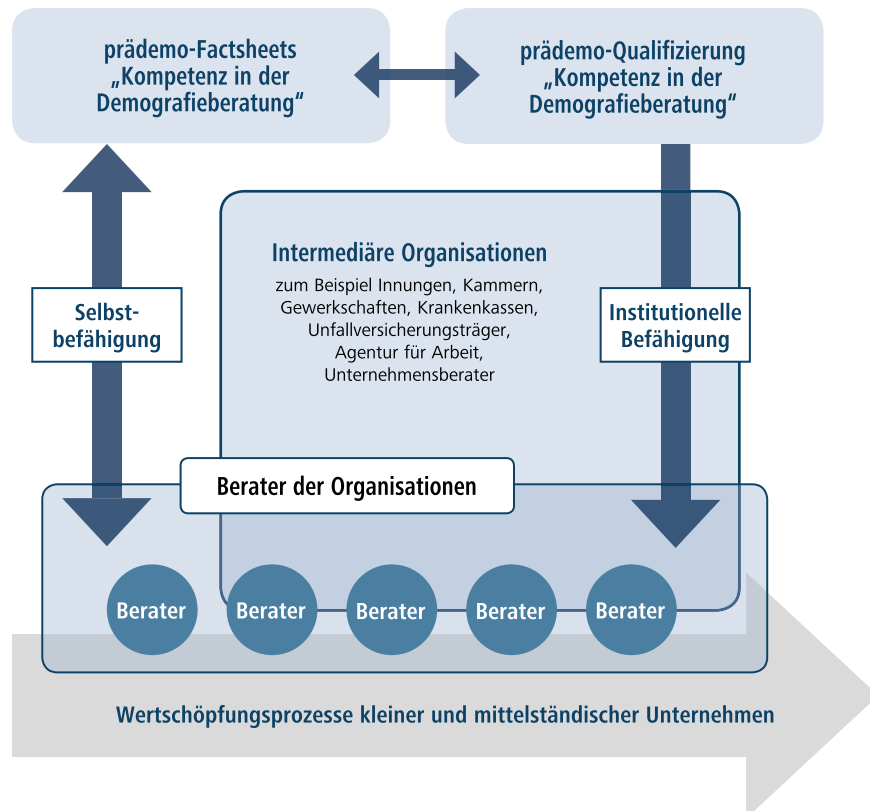 prädemo-Factsheets
„Kompetenz in der
Demografieberatung“
prädemo-Qualifizierung
„Kompetenz in der
Demografieberatung“
Intermediäre Organisationen
zum Beispiel Innungen, Kammern,
Gewerkschaften, Krankenkassen,
Unfallversicherungsträger,
Agentur für Arbeit,
Unternehmensberater
Selbst-
befähigung
Institutionelle
Befähigung
Berater der Organisationen
Berater
Berater
Berater
Berater
Berater
Wertschöpfungsprozesse kleiner und mittelständischer Unternehmen